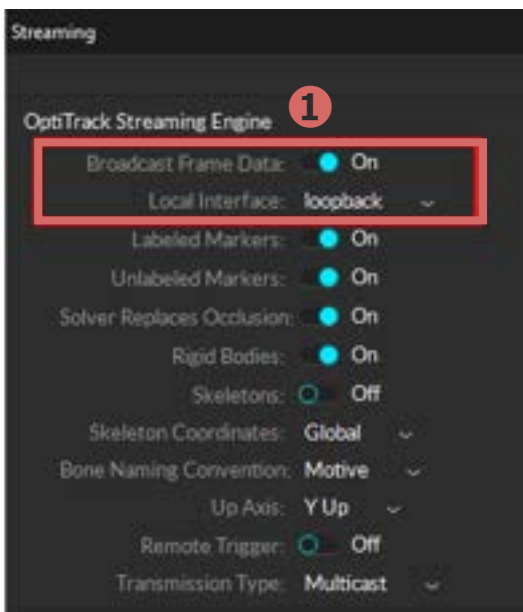 Streaming
1
OptiTrack Streaming Engine
Broadcast Frame Data: On
Local Interface: loopback
Labeled Markers: On
Unlabeled Markers: On
Solver Replaces Occlusion: On
Rigid Bodies: On
Skeletons: Off
Skeleton Coordinates: Global
Bone Naming Convention: Motive
Up Axis: Y Up
Remote Trigger: Off
Transmission Type: Multicast